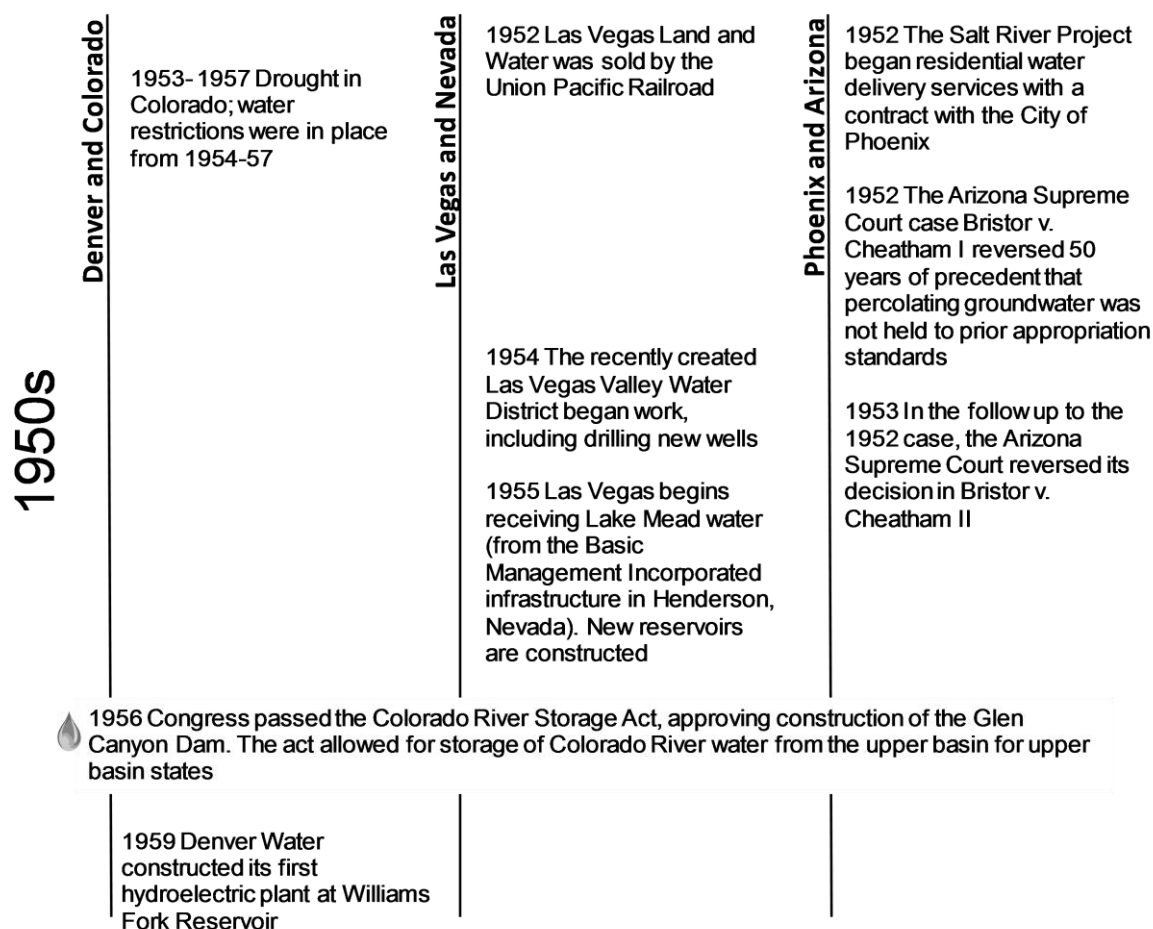 1950s
Denver and Colorado
1953-1957 Drought in
Colorado; water
restrictions were in place
from 1954-57
Las Vegas and Nevada
1952 Las Vegas Land and
Water was sold by the
Union Pacific Railroad
1954 The recently created
Las Vegas Valley Water
District began work,
including drilling new wells
1955 Las Vegas begins
receiving Lake Mead water
(from the Basic
Management Incorporated
infrastructure in Henderson,
Nevada). New reservoirs
are constructed
Phoenix and Arizona
1952 The Salt River Project
began residential water
delivery services with a
contract with the City of
Phoenix
1952 The Arizona Supreme
Court case Bristor v.
Cheatham I reversed 50
years of precedent that
percolating groundwater was
not held to prior appropriation
standards
1953 In the follow up to the
1952 case, the Arizona
Supreme Court reversed its
decision in Bristor v.
Cheatham II
1956 Congress passed the Colorado River Storage Act, approving construction of the Glen
Canyon Dam. The act allowed for storage of Colorado River water from the upper basin for upper
basin states
1959 Denver Water
constructed its first
hydroelectric plant at Williams
Fork Reservoir